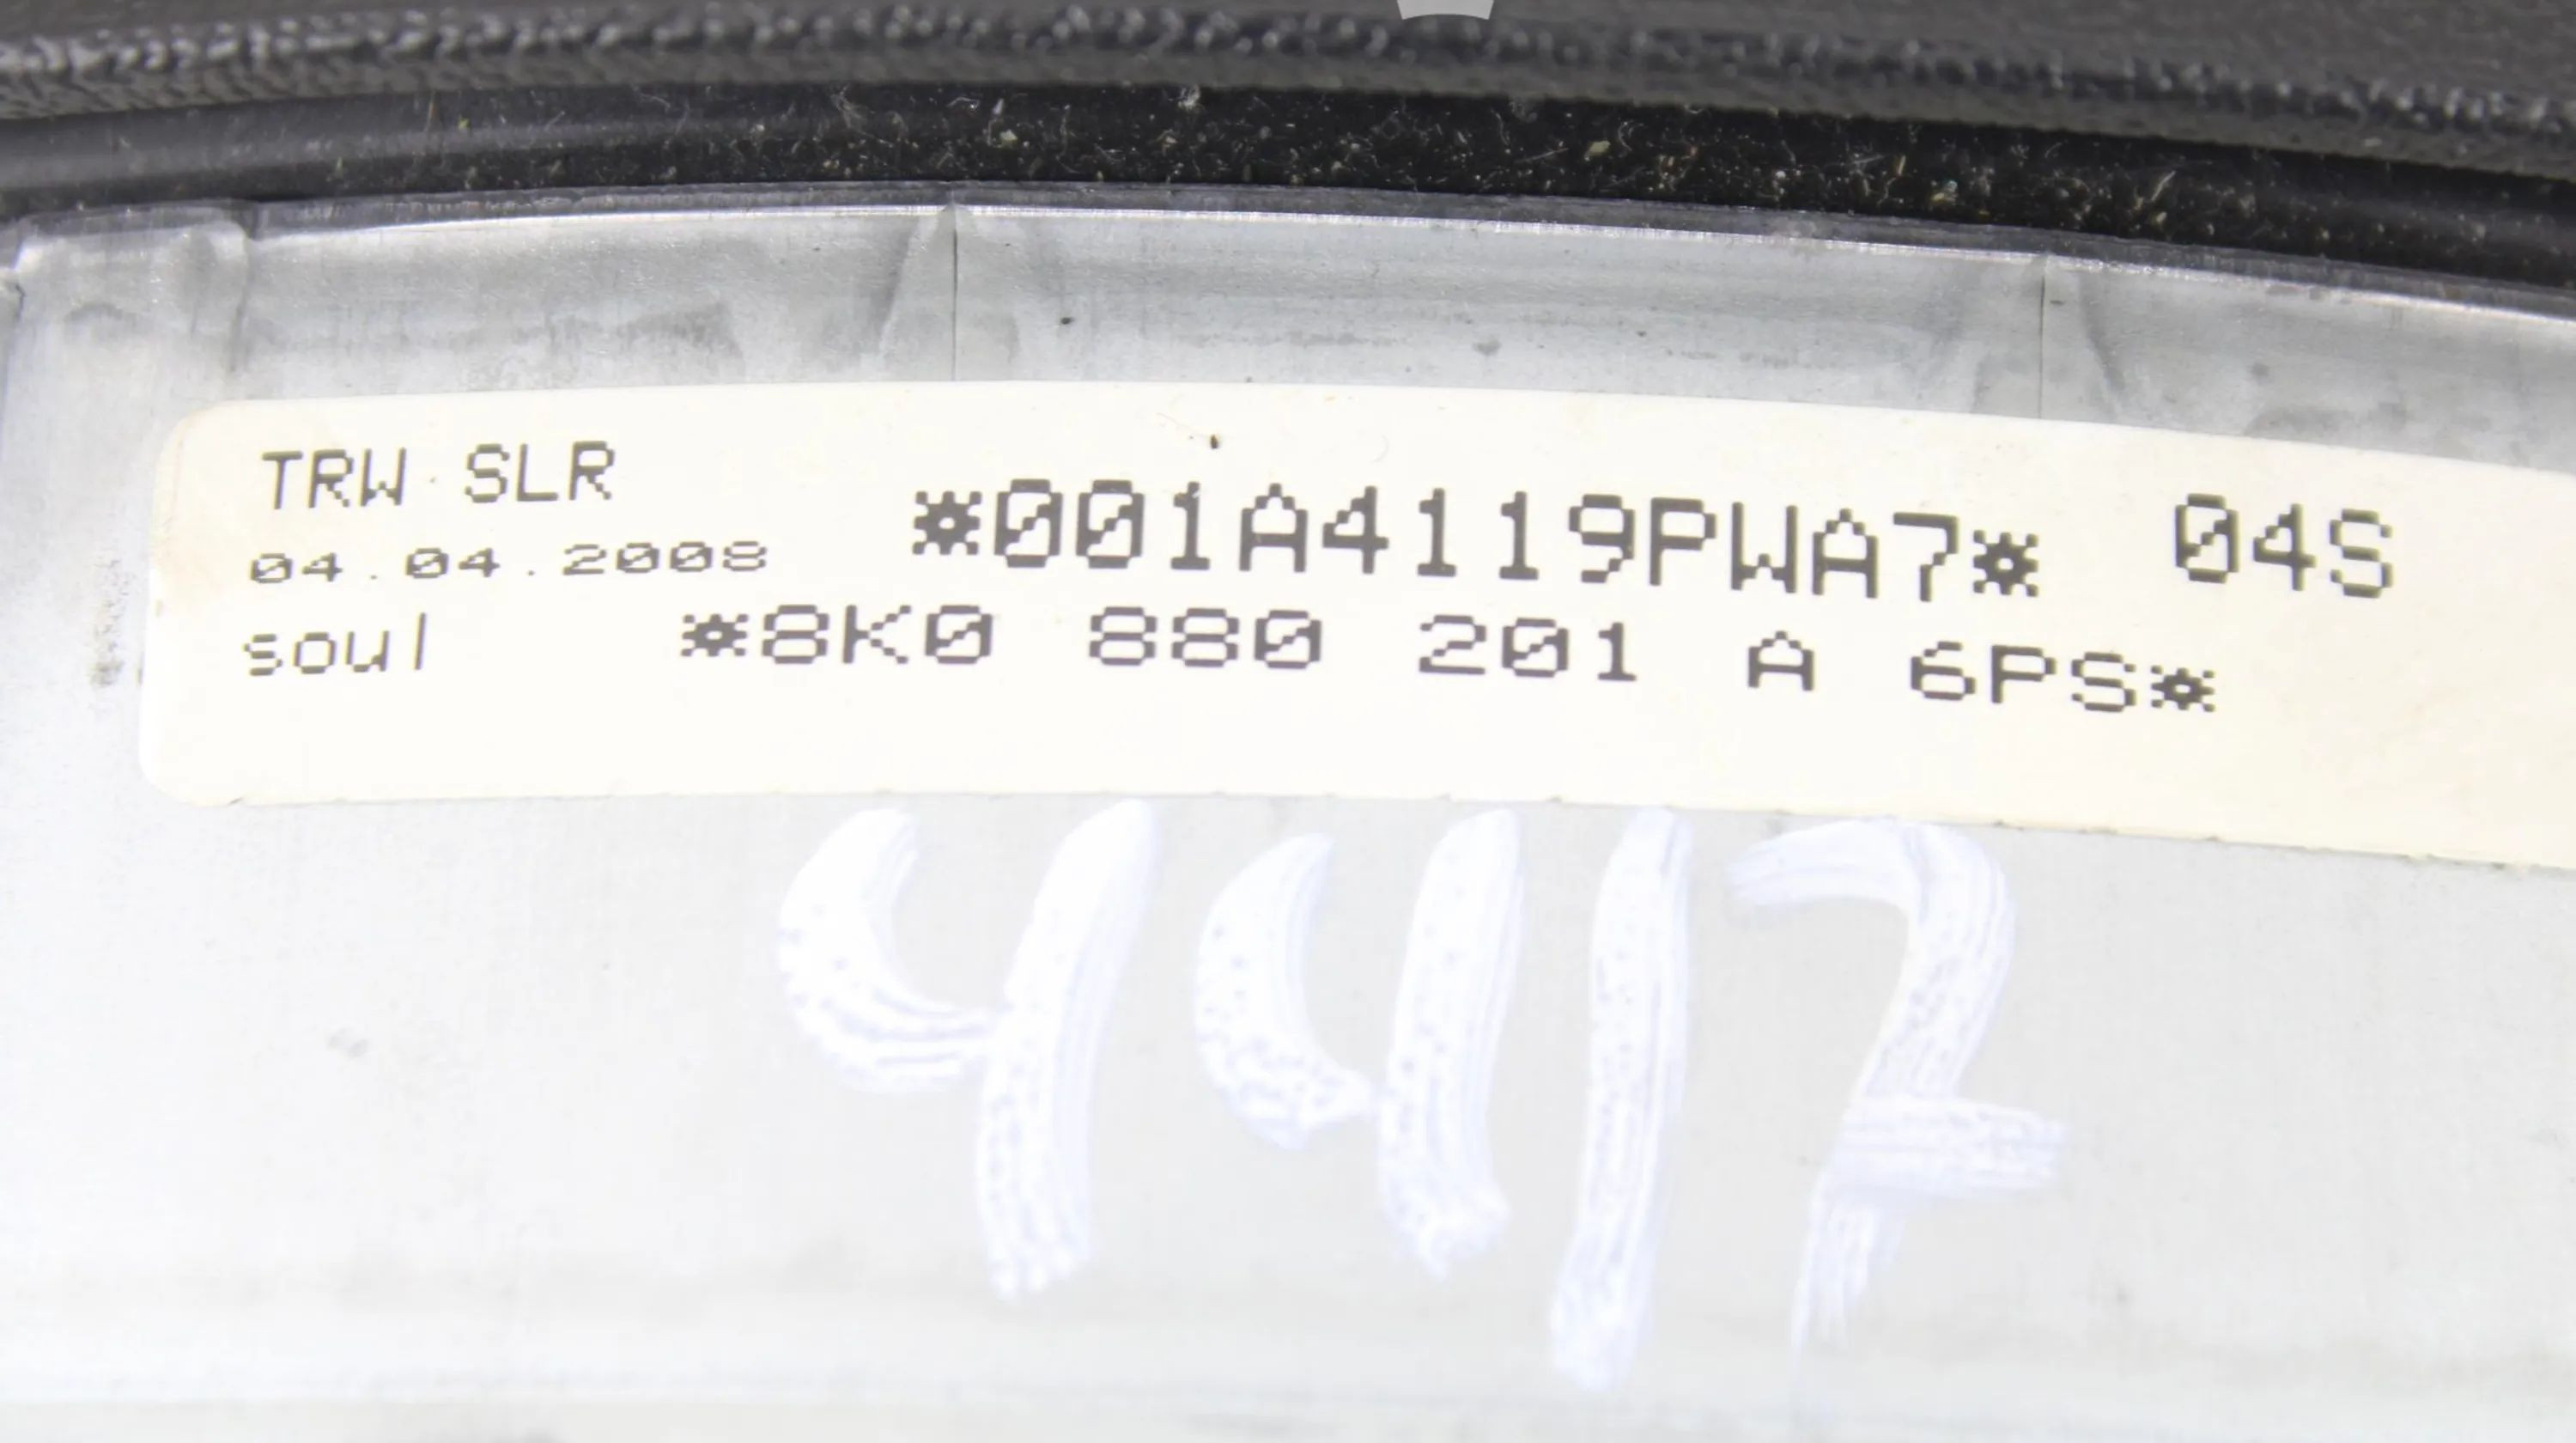 TRW SLR
*001A4119PWA7* 04S
04.04.2008
soul *8K0 880 201 A 6PS*
4417